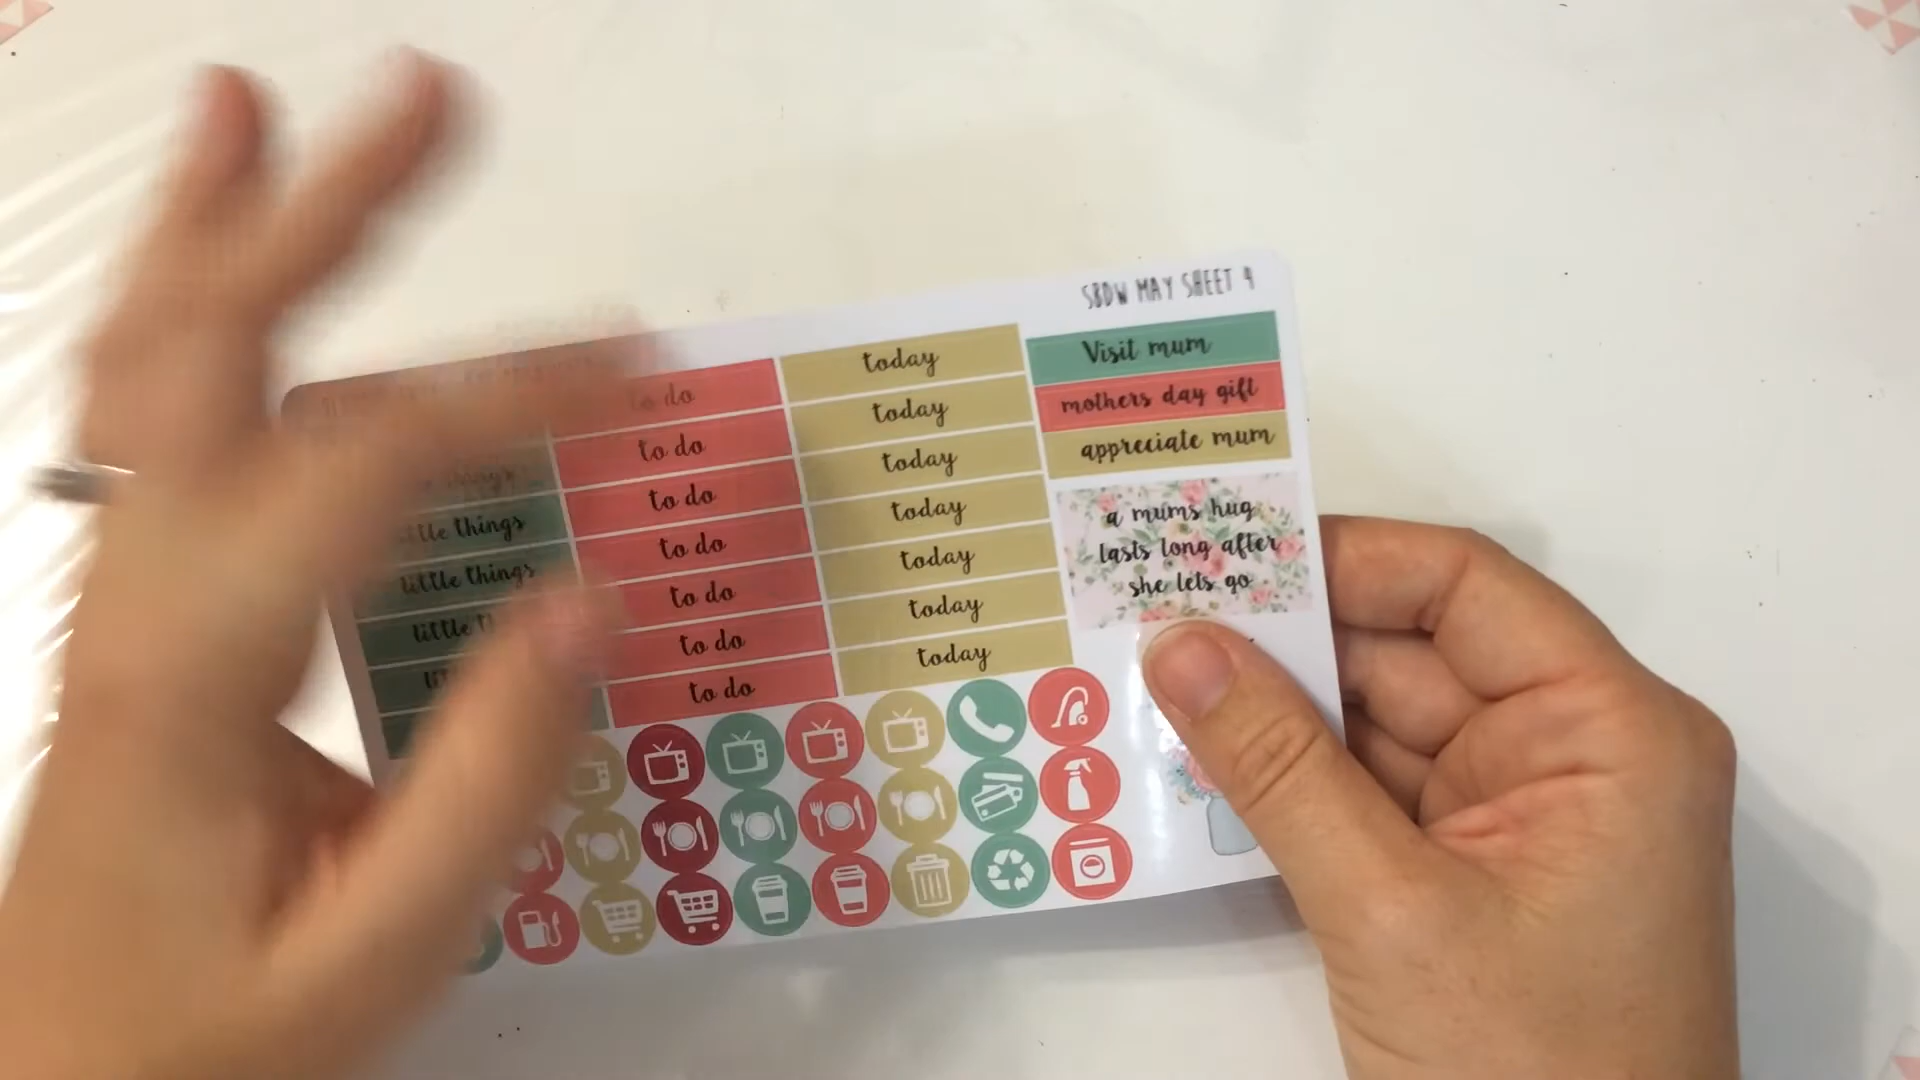 SBDW MAY SHEET 4
little things
little things
little
to do
to do
to do
to do
to do
to do
to do
today
today
today
today
today
today
today
Visit mum
mothers day gift
appreciate mum
a mums hug
lasts long after
she lets go